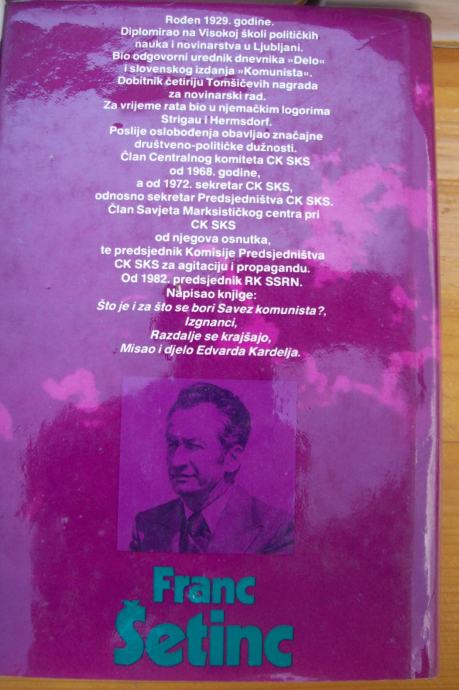 Rođen 1929. godine.
Diplomirao na Visokoj školi političkih
nauka i novinarstva u Ljubljani.
Bio odgovorni urednik dnevnika »Delo«
i slovenskog izdanja »Komunista«.
Dobitnik četiriju Tomšičevih nagrada
za novinarski rad.
Za vrijeme rata bio u njemačkim logorima
Strigau i Hermsdorf.
Poslije oslobođenja obavljao značajne
društveno-političke dužnosti.
Član Centralnog komiteta CK SKS
od 1968. godine,
a od 1972. sekretar CK SKS,
odnosno sekretar Predsjedništva CK SKS.
Član Savjeta Marksističkog centra pri
CK SKS
od njegova osnutka,
te predsjednik Komisije Predsjedništva
CK SKS za agitaciju i propagandu.
Od 1982. predsjednik RK SSRN.
Napisao knjige:
Što je i za što se bori Savez komunista?,
Izgnanci,
Razdalje se krajšajo,
Misao i djelo Edvarda Kardelja.
Franc
Šetinc